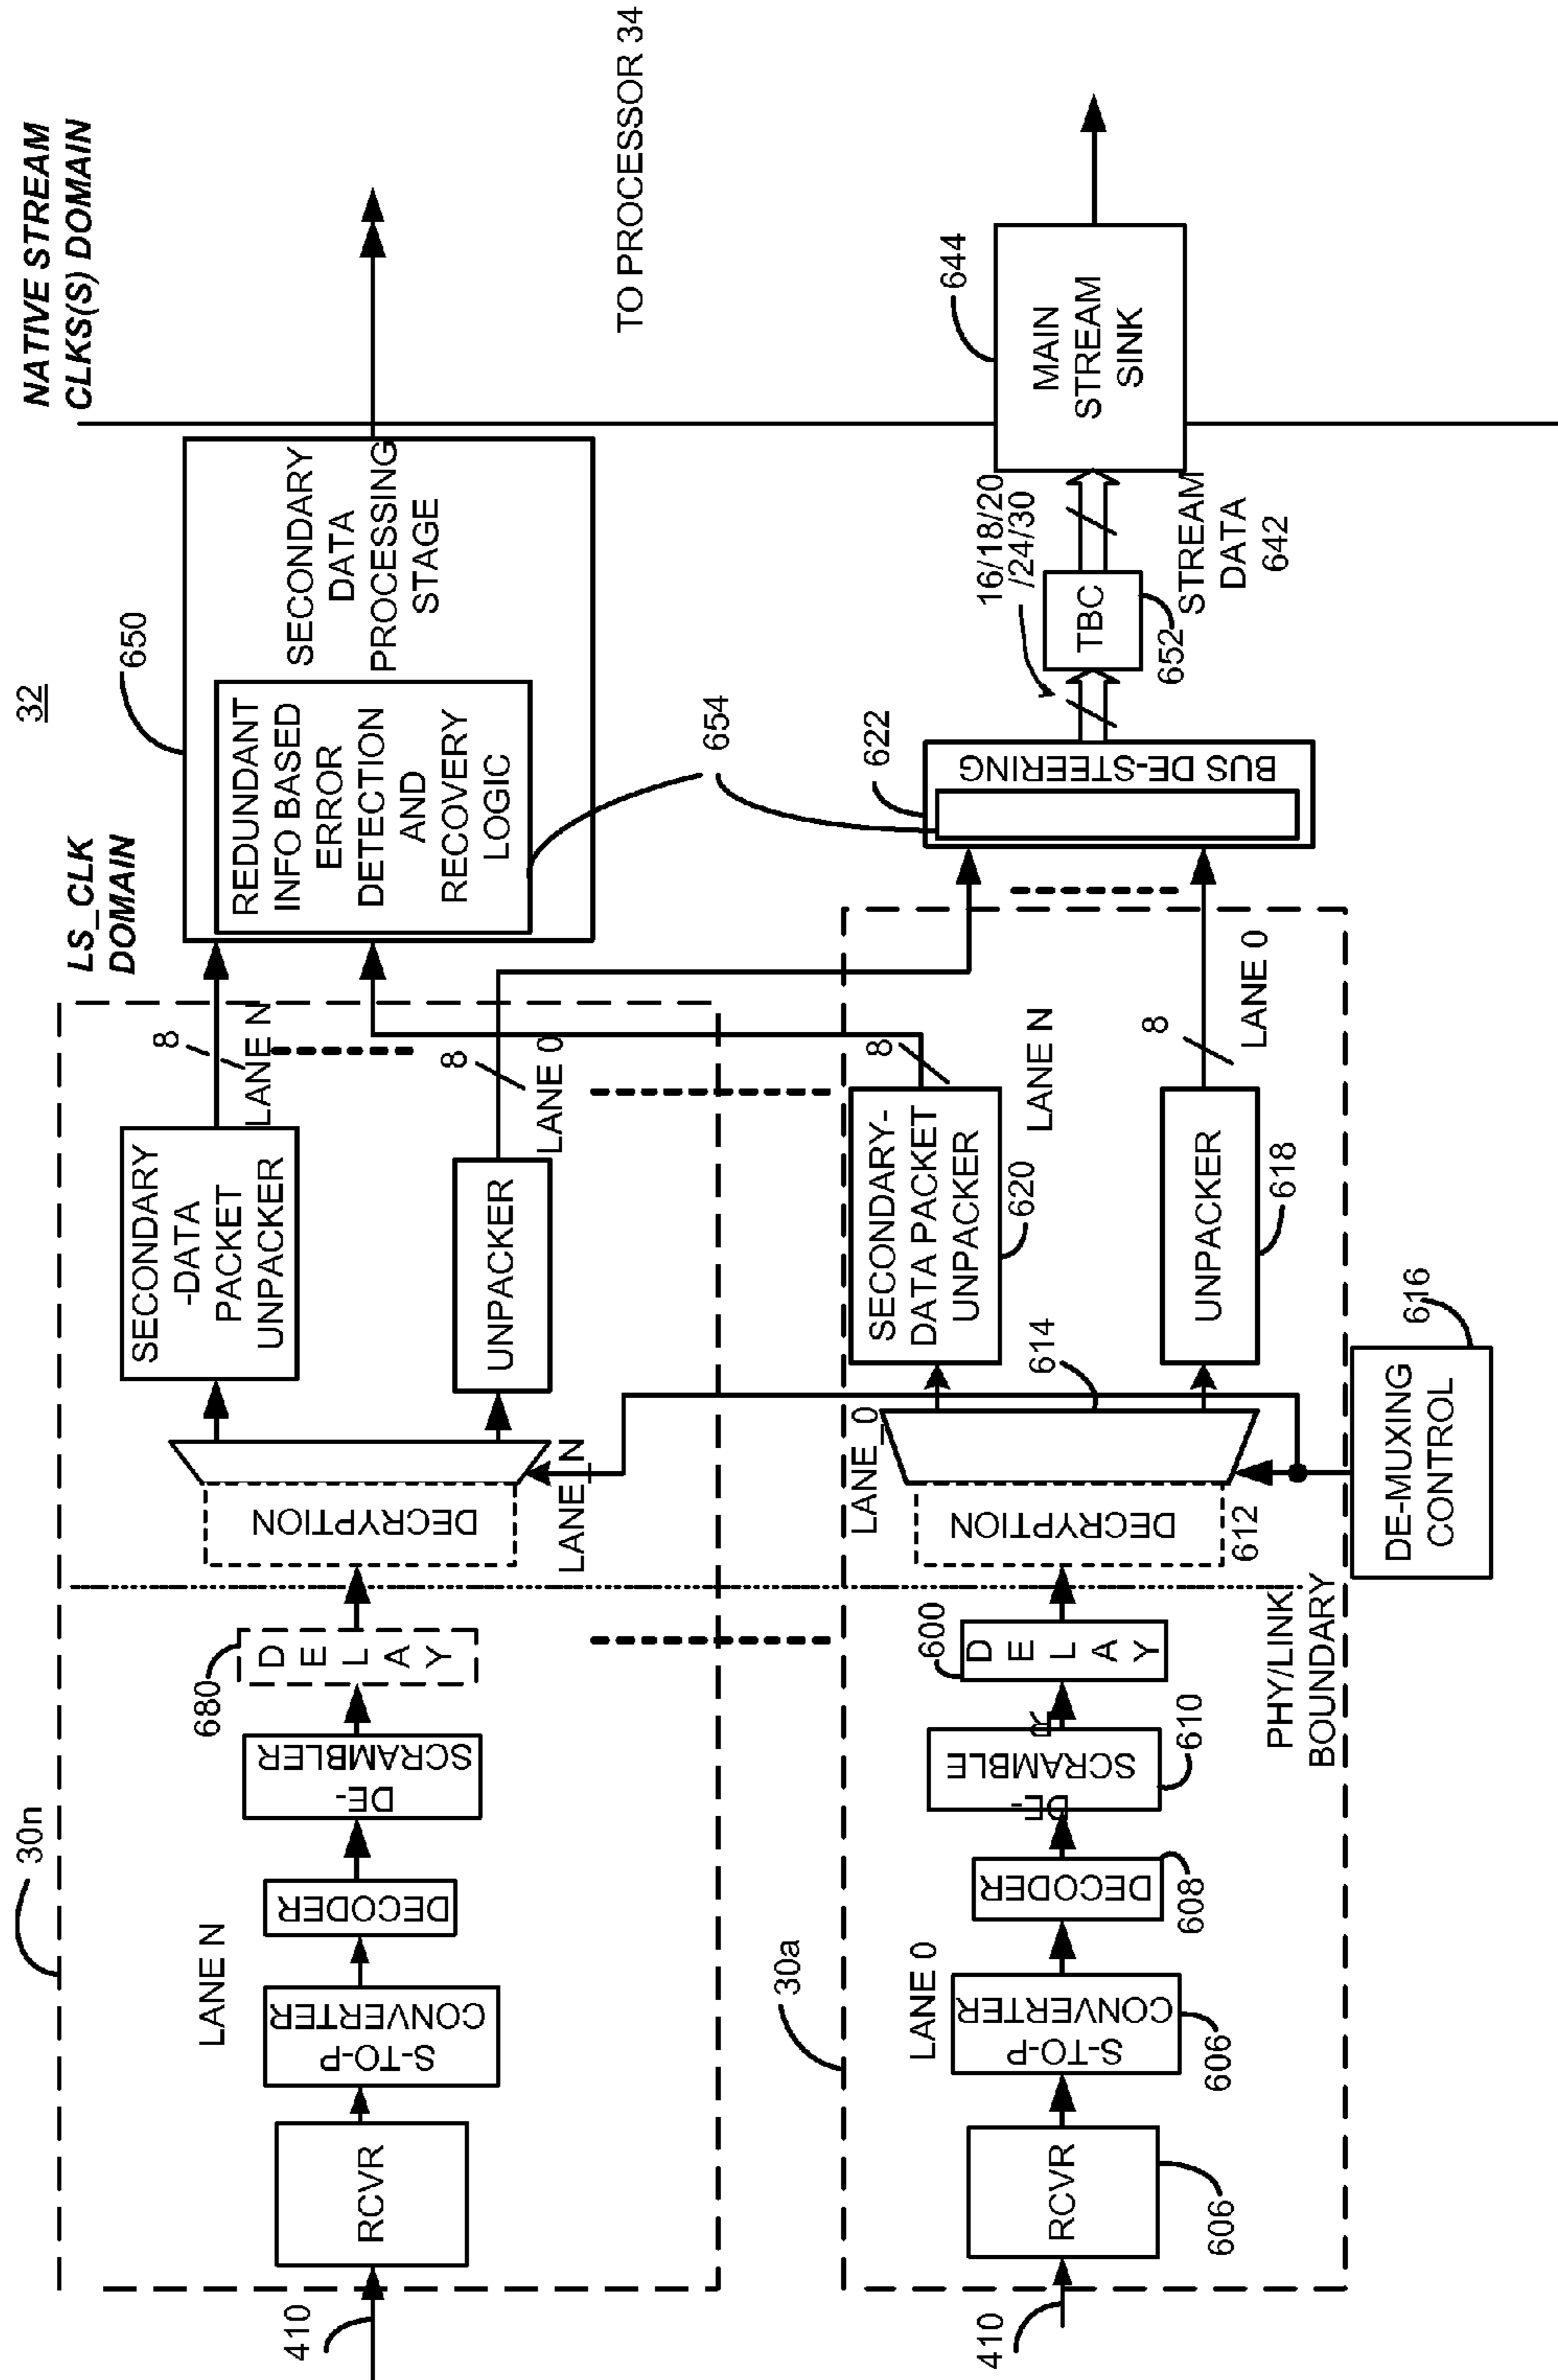 32
NATIVE STREAM
CLKS(S) DOMAIN
LS_CLK
DOMAIN
30n
LANE N
410
RCVR
S-TO-P
CONVERTER
DECODER
DE-
SCRAMBLER
680
D
E
L
A
Y
DECRYPTION
LANE_N
SECONDARY
-DATA
PACKET
UNPACKER
8
LANE N
UNPACKER
8
LANE 0
650
REDUNDANT
INFO BASED
ERROR
DETECTION
AND
RECOVERY
LOGIC
SECONDARY
DATA
PROCESSING
STAGE
654
TO PROCESSOR 34
30a
LANE 0
410
RCVR
606
S-TO-P
CONVERTER
606
DECODER
608
DE-
SCRAMBLE
R
610
600
D
E
L
A
Y
PHY/LINK
BOUNDARY
DECRYPTION
612
LANE_0
614
DE-MUXING
CONTROL
616
SECONDARY-
DATA PACKET
UNPACKER
620
8
LANE N
UNPACKER
618
8
LANE 0
622
BUS DE-STEERING
16/18/20
/24/30
TBC
652
STREAM
DATA
642
MAIN
STREAM
SINK
644